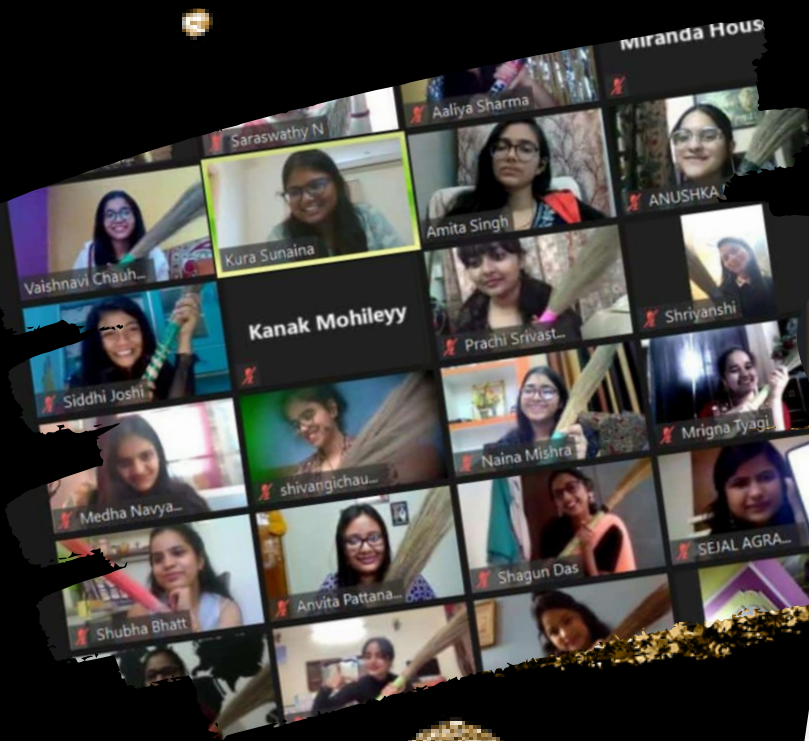 Miranda Hous
Saraswathy N
Aaliya Sharma
Vaishnavi Chauh...
Kura Sunaina
Amita Singh
ANUSHKA
Siddhi Joshi
Kanak Mohileyy
Prachi Srivast...
Shriyanshi
Medha Navya...
shivangichau...
Naina Mishra
Mrigna Tyagi
Shubha Bhatt
Anvita Pattana...
Shagun Das
SEJAL AGRA...